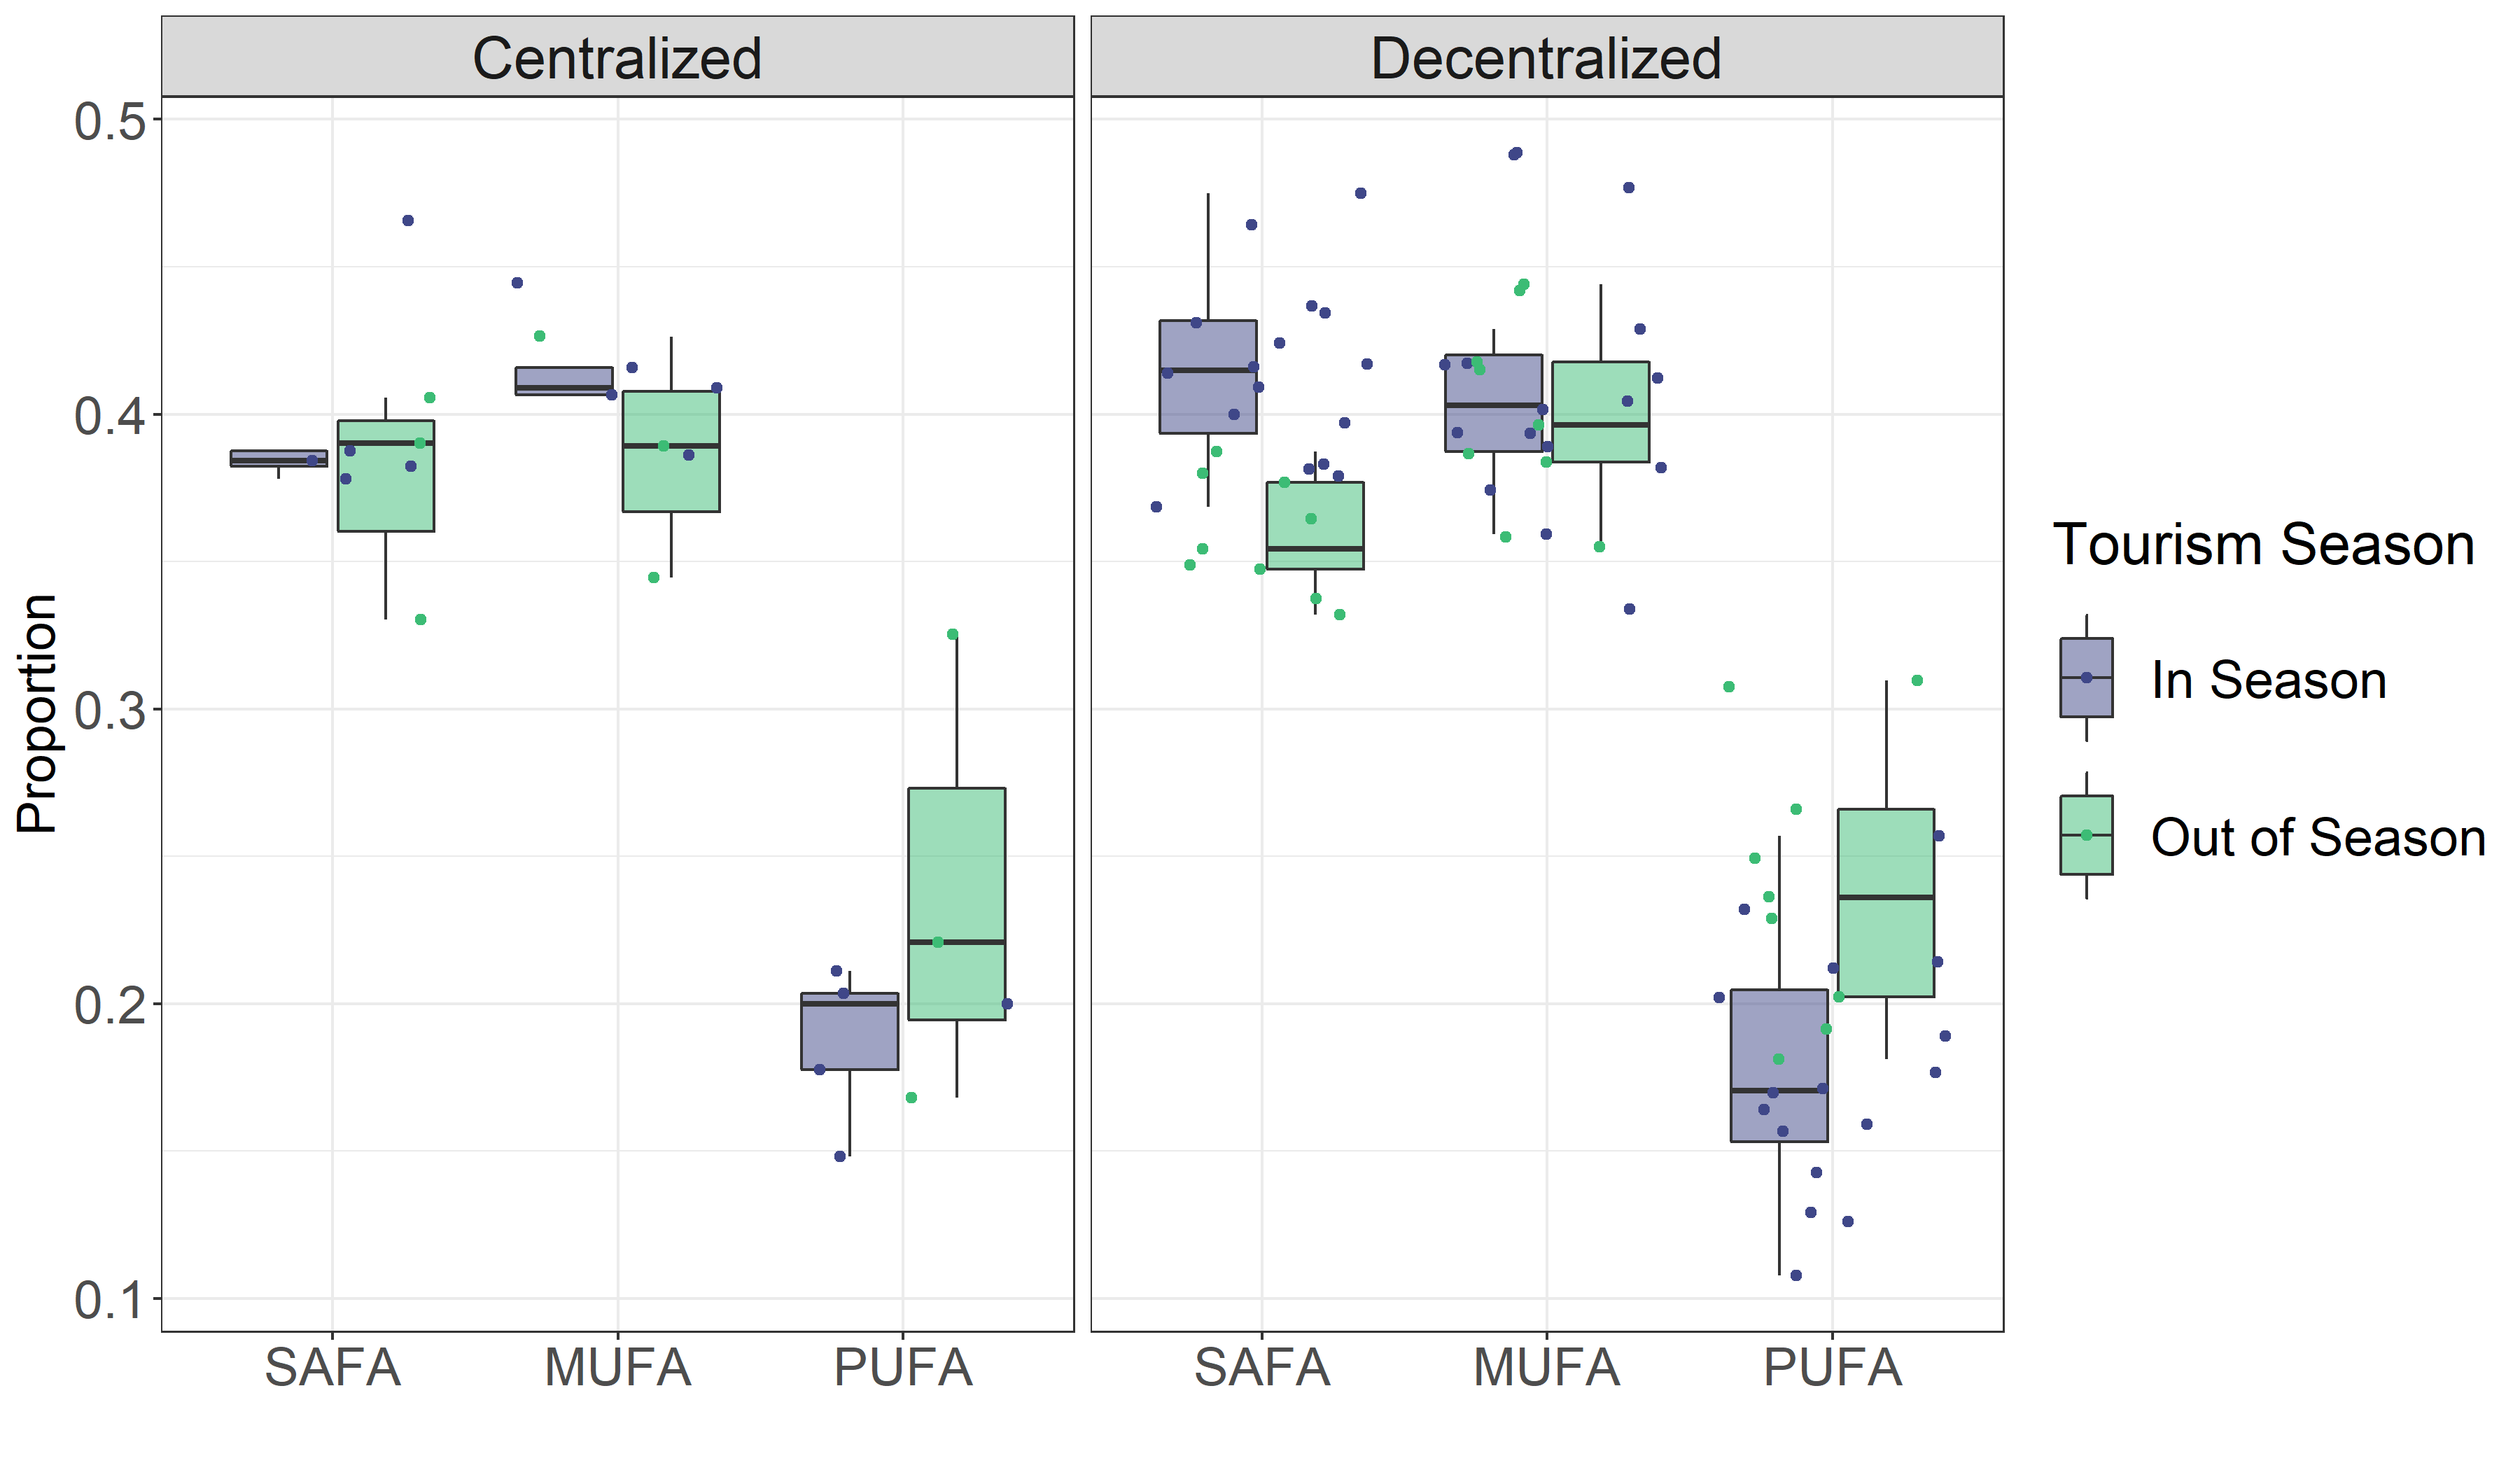 Centralized
Decentralized
Proportion
0.5
0.4
0.3
0.2
0.1
SAFA
MUFA
PUFA
SAFA
MUFA
PUFA
Tourism Season
In Season
Out of Season